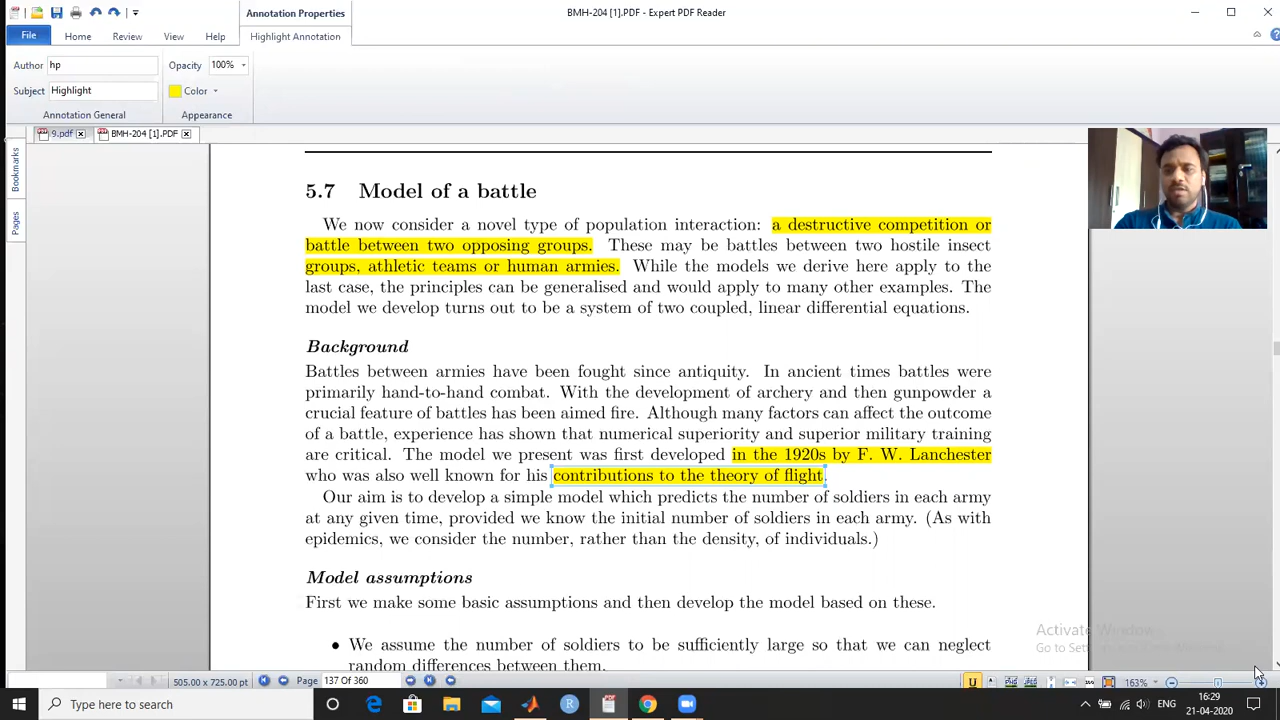 Annotation Properties
BMH-204 [1].PDF - Expert PDF Reader
File Home Review View Help Highlight Annotation
Author hp Opacity 100%
Subject Highlight Color
Annotation General Appearance
9.pdf BMH-204 [1].PDF
Bookmarks
Pages
5.7 Model of a battle
We now consider a novel type of population interaction: a destructive competition or
battle between two opposing groups. These may be battles between two hostile insect
groups, athletic teams or human armies. While the models we derive here apply to the
last case, the principles can be generalised and would apply to many other examples. The
model we develop turns out to be a system of two coupled, linear differential equations.
Background
Battles between armies have been fought since antiquity. In ancient times battles were
primarily hand-to-hand combat. With the development of archery and then gunpowder a
crucial feature of battles has been aimed fire. Although many factors can affect the outcome
of a battle, experience has shown that numerical superiority and superior military training
are critical. The model we present was first developed in the 1920s by F. W. Lanchester
who was also well known for his contributions to the theory of flight.
Our aim is to develop a simple model which predicts the number of soldiers in each army
at any given time, provided we know the initial number of soldiers in each army. (As with
epidemics, we consider the number, rather than the density, of individuals.)
Model assumptions
First we make some basic assumptions and then develop the model based on these.
• We assume the number of soldiers to be sufficiently large so that we can neglect
random differences between them.
Activate Windows
505.00 x 725.00 pt Page 137 Of 360 163%
Type here to search
ENG
16:29
21-04-2020